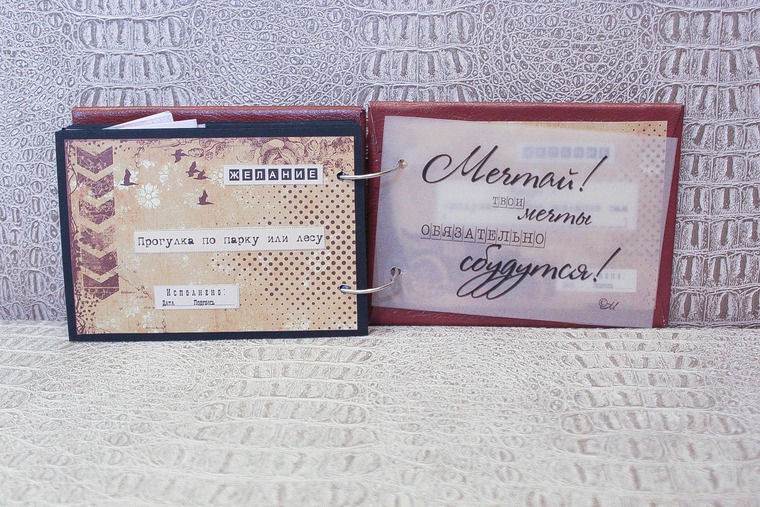 ЖЕЛАНИЕ
Прогулка по парку или лесу
Исполнено:
Дата Подпись
Мечтай!
ТВОИ
мечты
ОБЯЗАТЕЛЬНО
сбудутся!